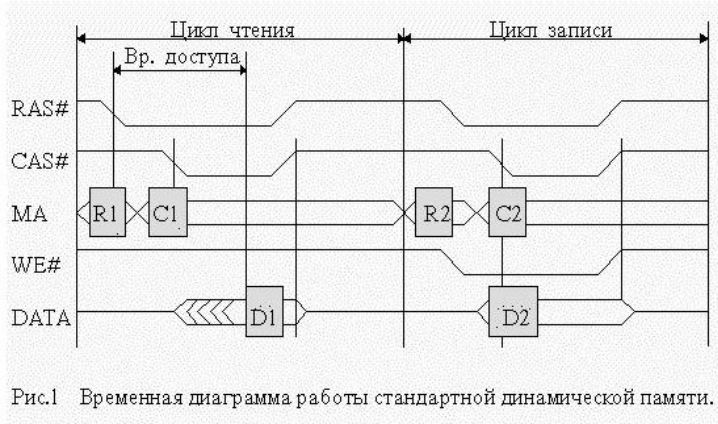 Цикл чтения
Цикл записи
Вр. доступа
RAS#
CAS#
MA
R1
C1
R2
C2
WE#
DATA
D1
D2
Рис.1 Временная диаграмма работы стандартной динамической памяти.